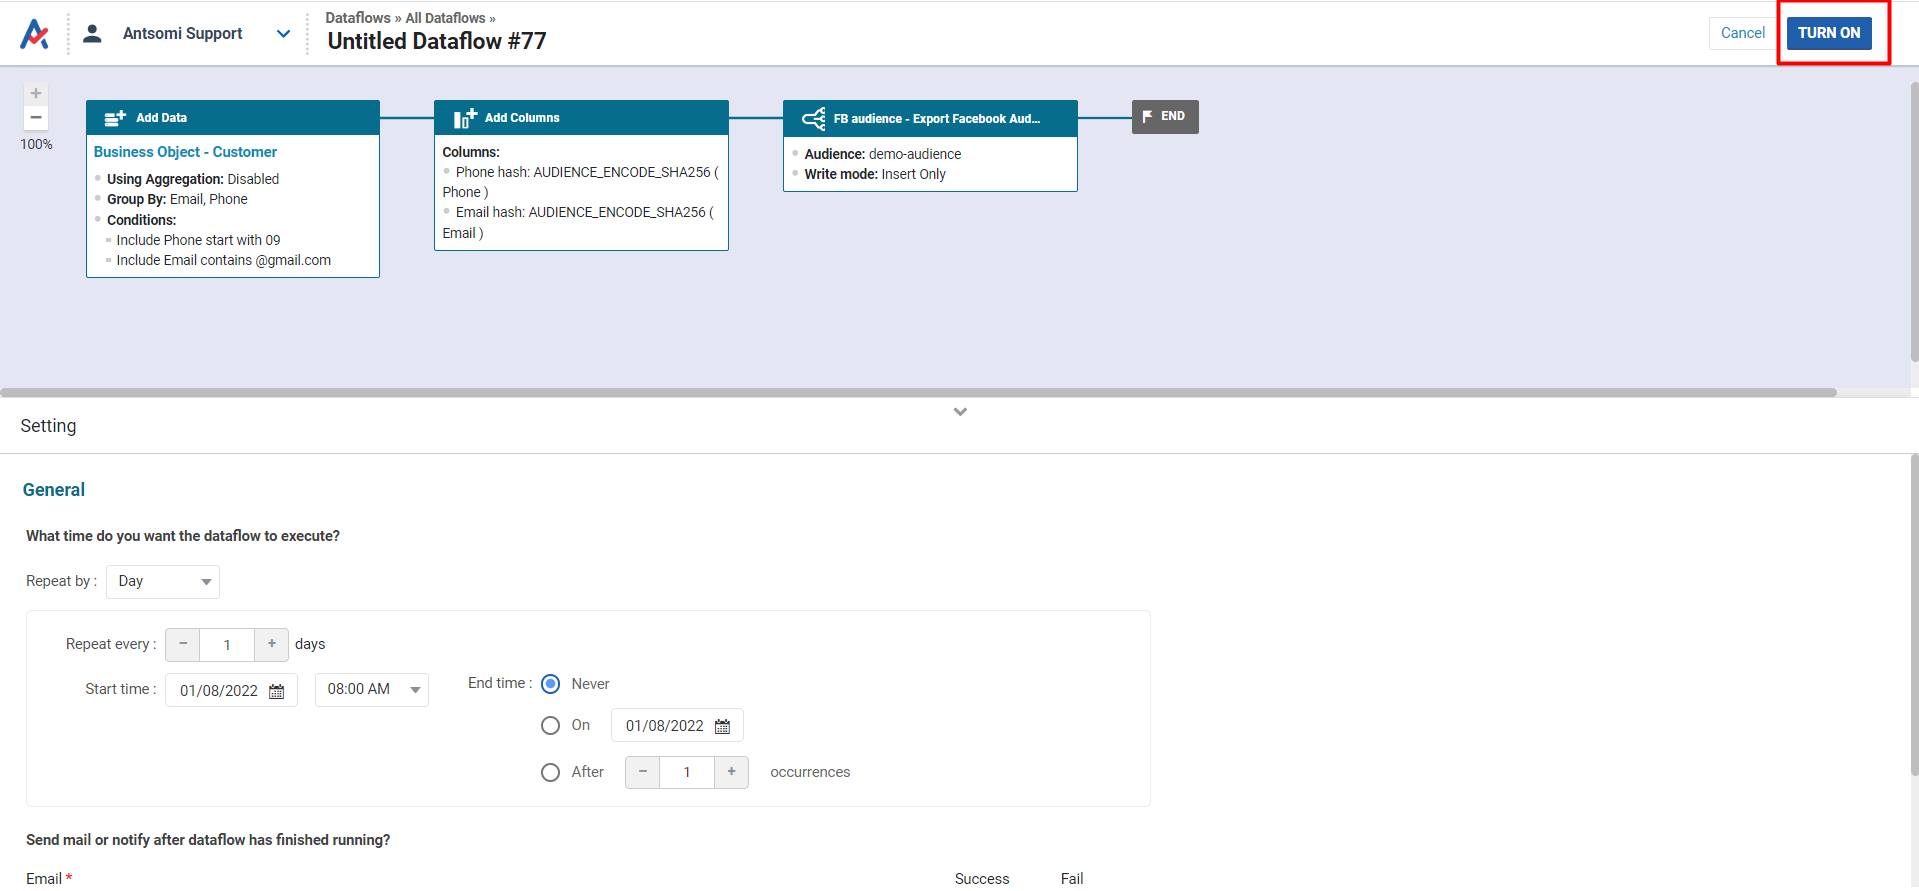 Antsomi Support
Dataflows » All Dataflows »
Untitled Dataflow #77
Cancel
TURN ON
+
−
100%
Add Data
Business Object - Customer
Using Aggregation: Disabled
Group By: Email, Phone
Conditions:
Include Phone start with 09
Include Email contains @gmail.com
Add Columns
Columns:
Phone hash: AUDIENCE_ENCODE_SHA256 (
Phone )
Email hash: AUDIENCE_ENCODE_SHA256 (
Email )
FB audience - Export Facebook Aud...
Audience: demo-audience
Write mode: Insert Only
END
Setting
General
What time do you want the dataflow to execute?
Repeat by : Day
Repeat every : − 1 + days
Start time : 01/08/2022 08:00 AM
End time : Never
On 01/08/2022
After − 1 + occurrences
Send mail or notify after dataflow has finished running?
Email * Success Fail